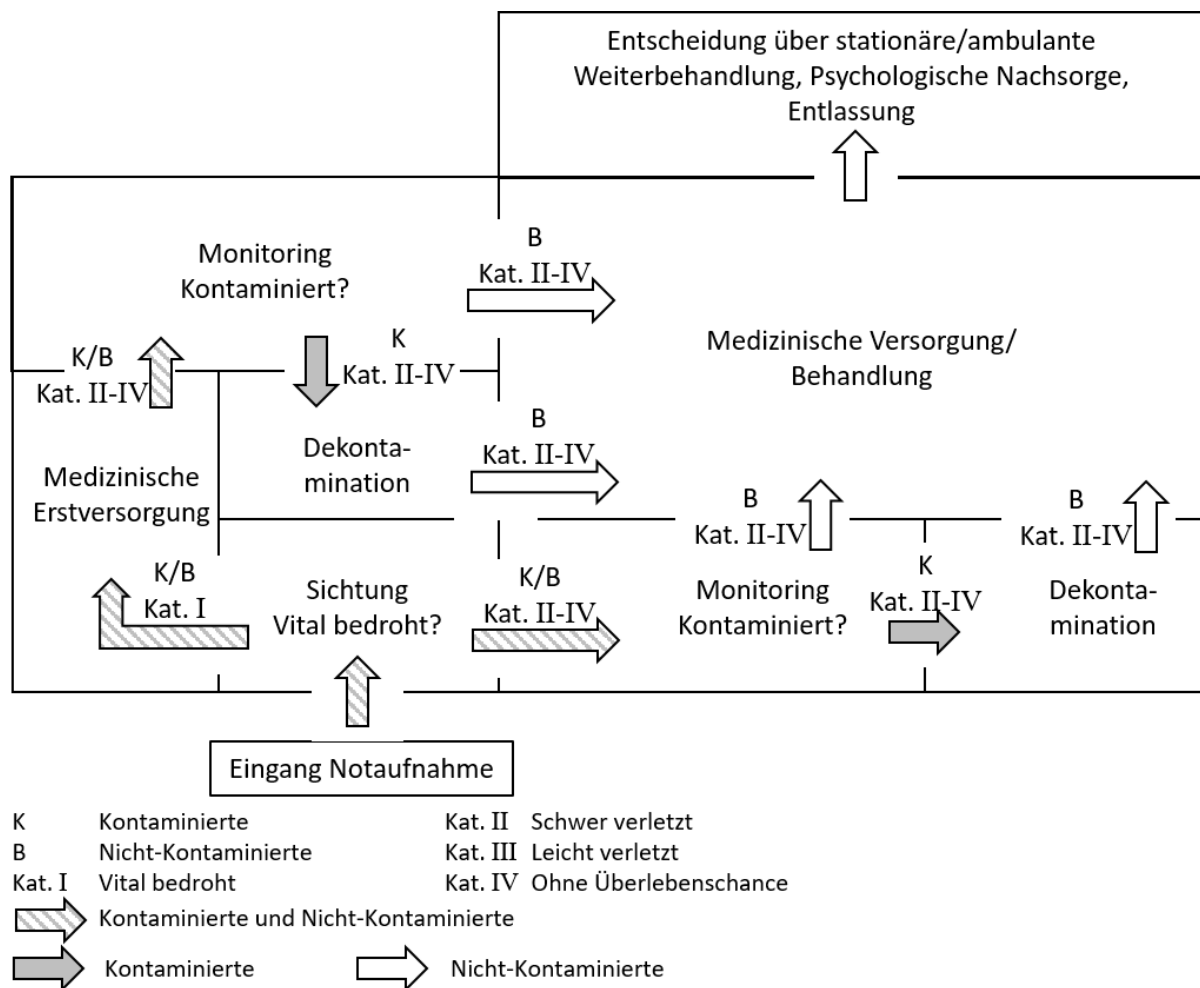 Entscheidung über stationäre/ambulante
Weiterbehandlung, Psychologische Nachsorge,
Entlassung
Monitoring
Kontaminiert?
B
Kat. II-IV
K/B
Kat. II-IV
K
Kat. II-IV
Medizinische Versorgung/
Behandlung
Medizinische
Erstversorgung
Dekonta-
mination
B
Kat. II-IV
K/B
Kat. I
Sichtung
Vital bedroht?
K/B
Kat. II-IV
B
Kat. II-IV
Monitoring
Kontaminiert?
K
Kat. II-IV
B
Kat. II-IV
Dekonta-
mination
Eingang Notaufnahme
K Kontaminierte
B Nicht-Kontaminierte
Kat. I Vital bedroht
Kat. II Schwer verletzt
Kat. III Leicht verletzt
Kat. IV Ohne Überlebenschance
Kontaminierte und Nicht-Kontaminierte
Kontaminierte
Nicht-Kontaminierte